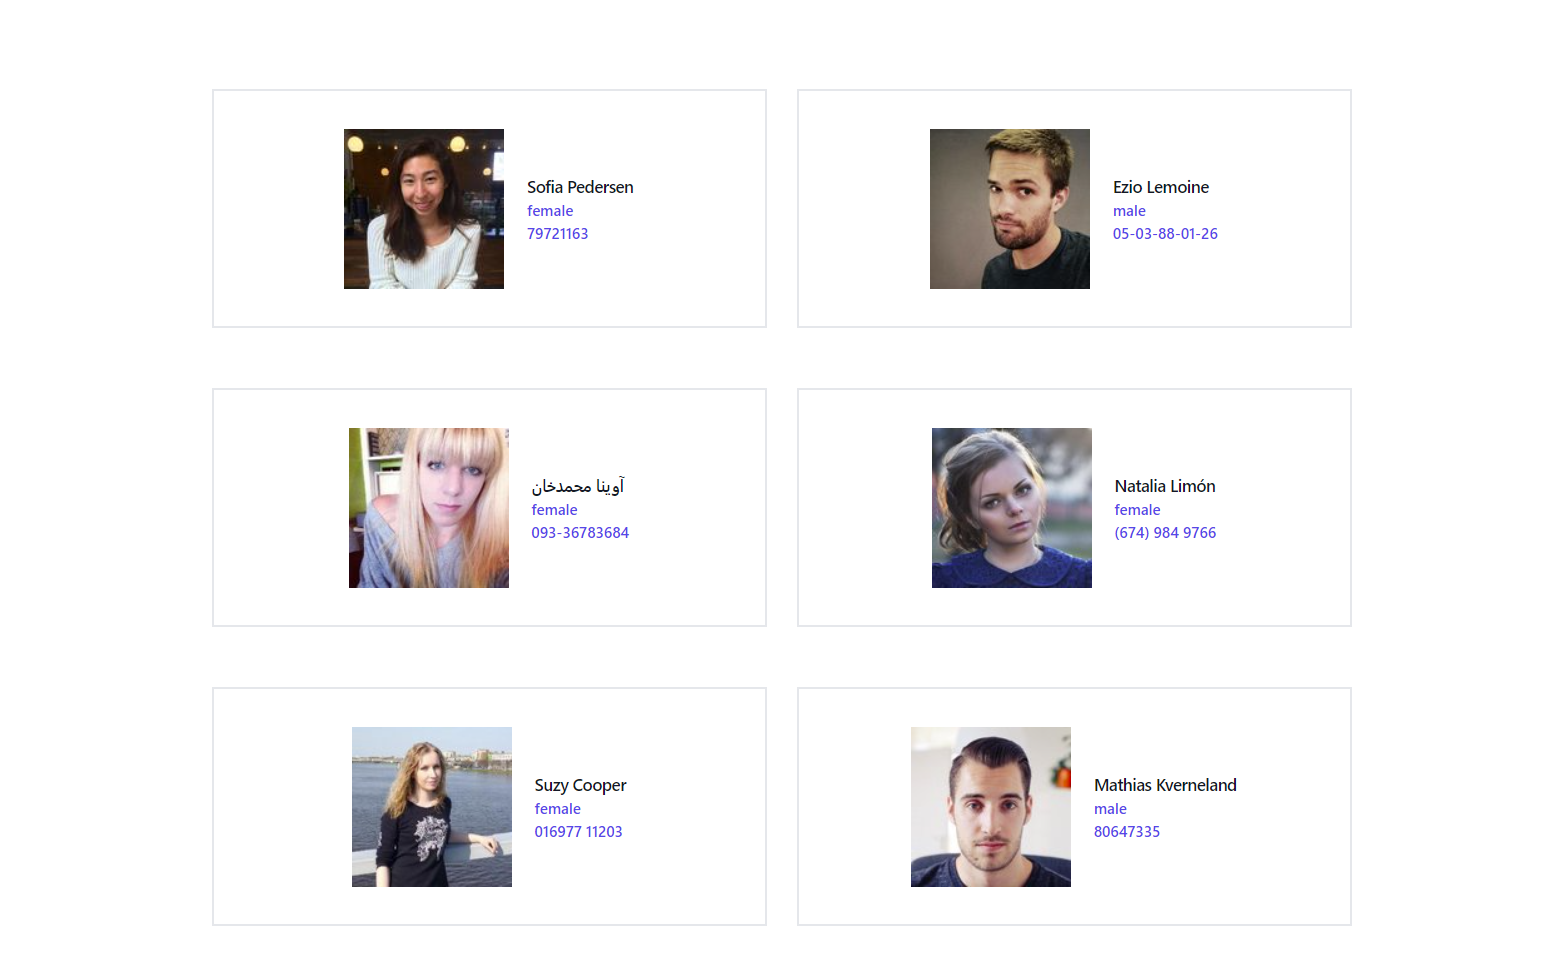 Sofia Pedersen
female
79721163
Ezio Lemoine
male
05-03-88-01-26
آوینا محمدخان
female
093-36783684
Natalia Limón
female
(674) 984 9766
Suzy Cooper
female
016977 11203
Mathias Kverneland
male
80647335